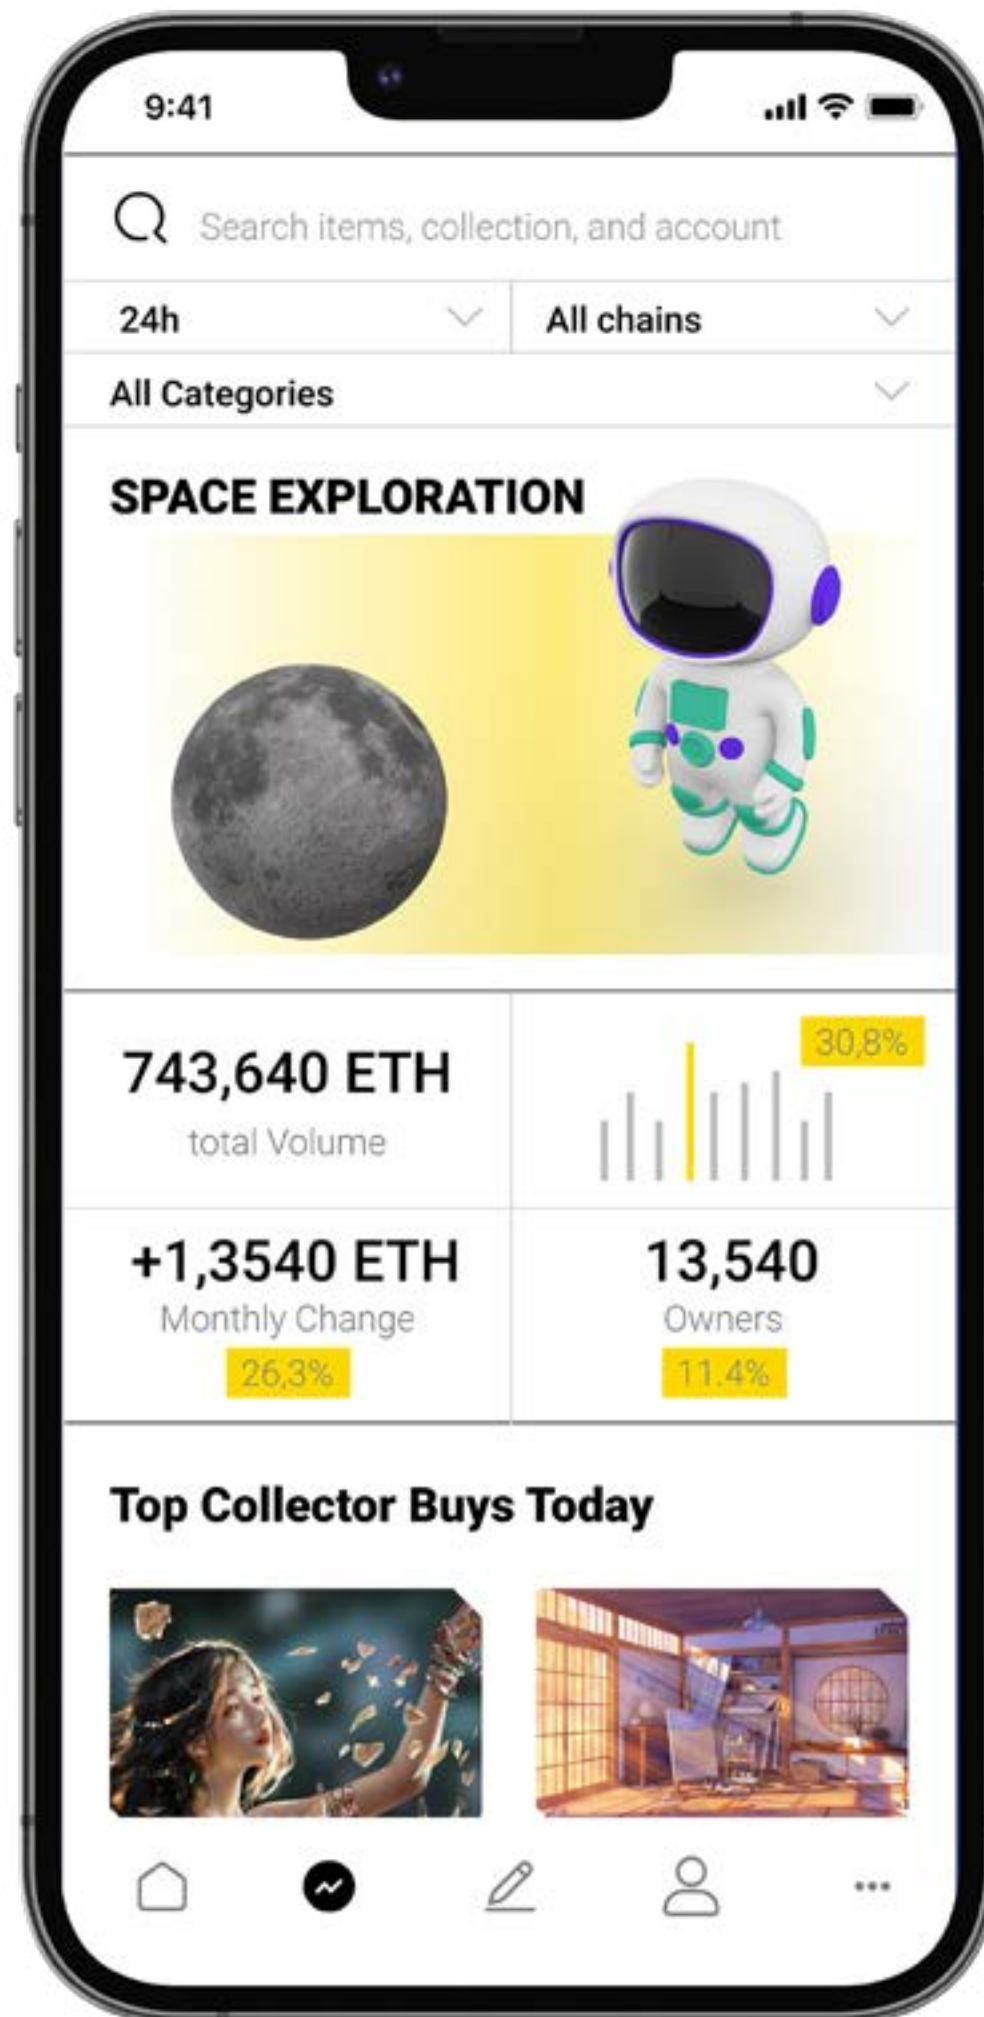 9:41
Search items, collection, and account
24h
All chains
All Categories
SPACE EXPLORATION
743,640 ETH
total Volume
30,8%
+1,3540 ETH
Monthly Change
26,3%
13,540
Owners
11.4%
Top Collector Buys Today